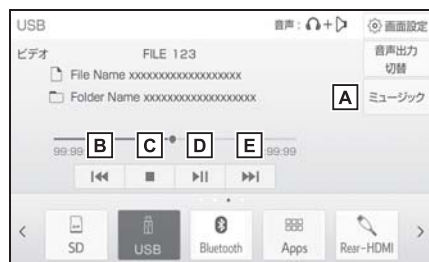 USB
音声: + 画面設定
ビデオ FILE 123 音声出力
切替
File Name xxxxxxxxxxxxxxxxxxx
Folder Name xxxxxxxxxxxxxxxxxxx A ミュージック
B C D E
99:99 99:99
SD USB Bluetooth Apps Rear-HDMI